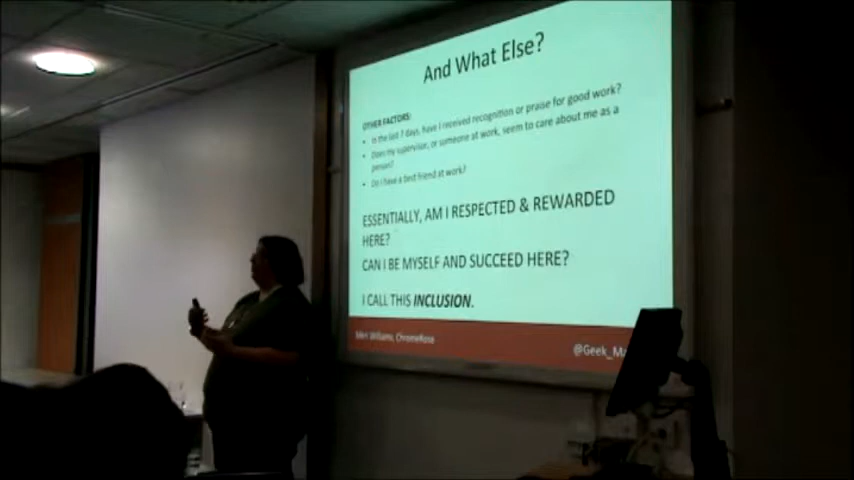 And What Else?
OTHER FACTORS:
• In the last 7 days, have I received recognition or praise for good work?
• Does my supervisor, or someone at work, seem to care about me as a
person?
• Do I have a best friend at work?
ESSENTIALLY, AM I RESPECTED & REWARDED
HERE?
CAN I BE MYSELF AND SUCCEED HERE?
I CALL THIS INCLUSION.
Meri Williams, ChromeRose
@Geek_Ma